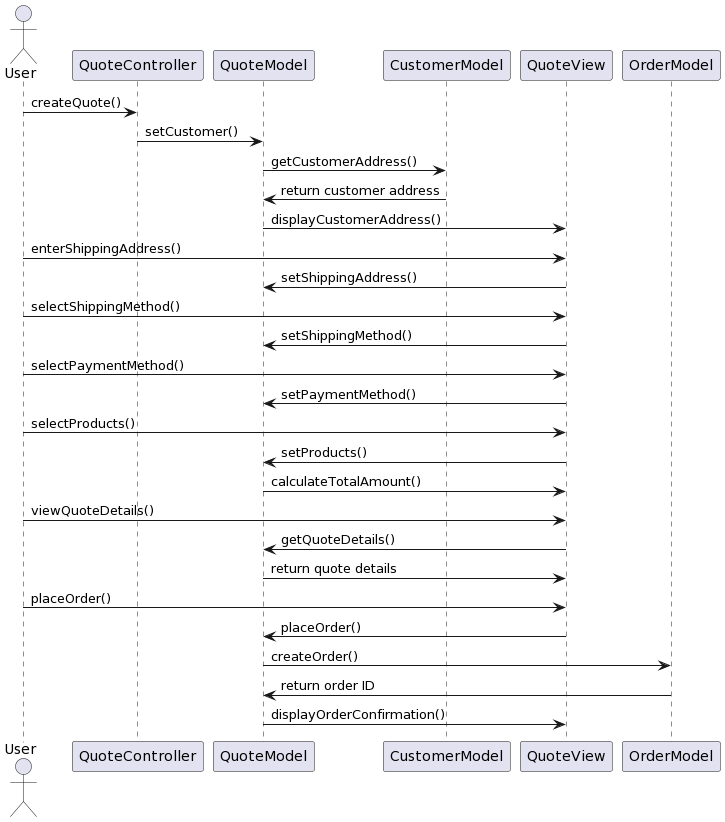 User
QuoteController
QuoteModel
CustomerModel
QuoteView
OrderModel
createQuote()
setCustomer()
getCustomerAddress()
return customer address
displayCustomerAddress()
enterShippingAddress()
setShippingAddress()
selectShippingMethod()
setShippingMethod()
selectPaymentMethod()
setPaymentMethod()
selectProducts()
setProducts()
calculateTotalAmount()
viewQuoteDetails()
getQuoteDetails()
return quote details
placeOrder()
placeOrder()
createOrder()
return order ID
displayOrderConfirmation()
User
QuoteController
QuoteModel
CustomerModel
QuoteView
OrderModel